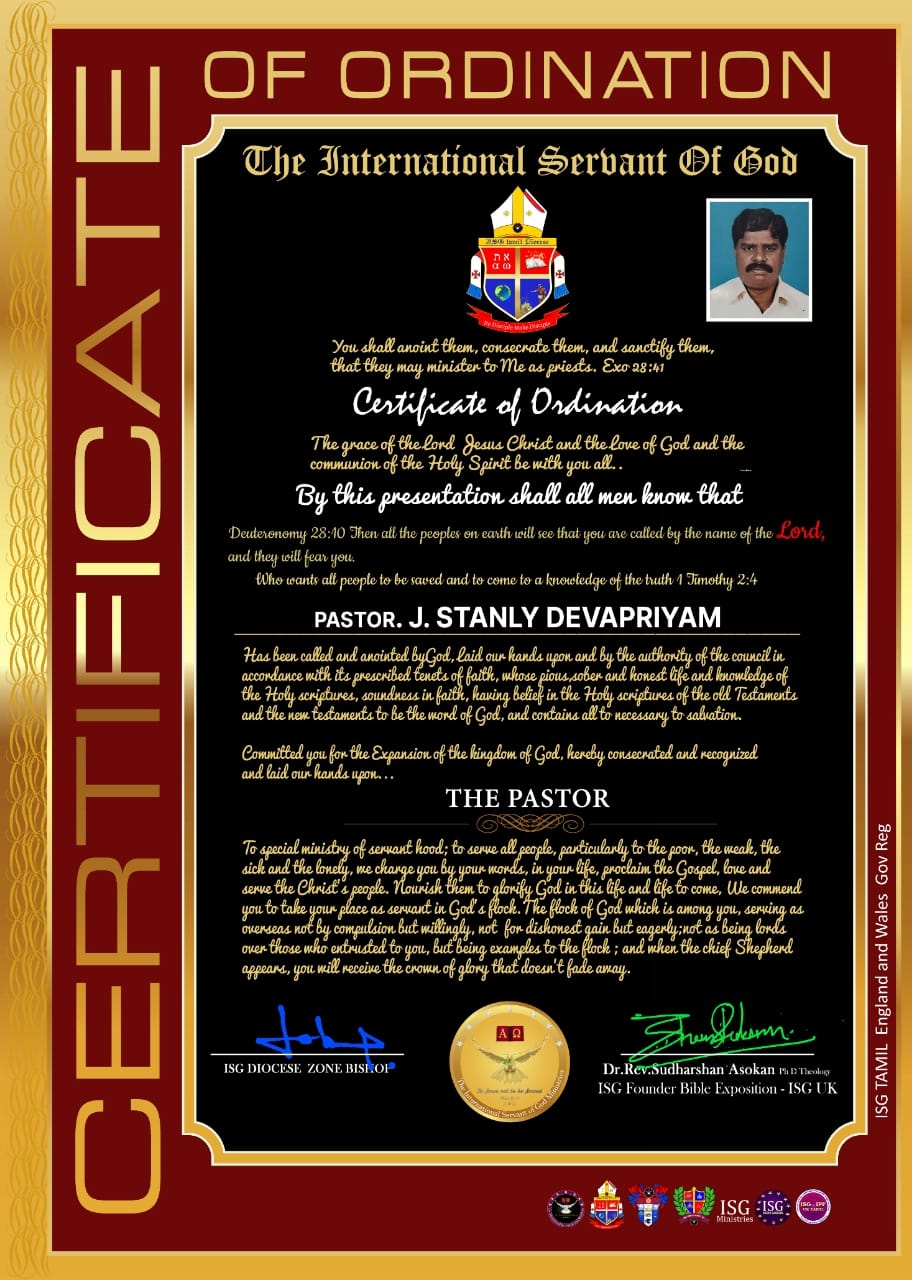 CERTIFICATE
OF ORDINATION
The International Servant Of God
ISG tamil Diocese
תא
αω
Be Disciple Make Disciple
You shall anoint them, consecrate them, and sanctify them,
that they may minister to Me as priests. Exo 28:41
Certificate of Ordination
The grace of the Lord Jesus Christ and the Love of God and the
communion of the Holy Spirit be with you all..
By this presentation shall all men know that
Deuteronomy 28:10 Then all the peoples on earth will see that you are called by the name of the Lord,
and they will fear you.
Who wants all people to be saved and to come to a knowledge of the truth 1 Timothy 2:4
PASTOR. J. STANLY DEVAPRIYAM
Has been called and anointed byGod, Laid our hands upon and by the authority of the council in
accordance with its prescribed tenets of faith, whose pious,sober and honest life and knowledge of
the Holy scriptures, soundness in faith, having belief in the Holy scriptures of the old Testaments
and the new testaments to be the word of God, and contains all to necessary to salvation.
Committed you for the Expansion of the kingdom of God, hereby consecrated and recognized
and laid our hands upon...
THE PASTOR
To special ministry of servant hood; to serve all people, particularly to the poor, the weak, the
sick and the lonely, we charge you by your words, in your life, proclaim the Gospel, love and
serve the Christ's people. Nourish them to glorify God in this life and life to come, We commend
you to take your place as servant in God's flock. The flock of God which is among you, serving as
overseas not by compulsion but willingly, not for dishonest gain but eagerly;not as being lords
over those who entrusted to you, but being examples to the flock ; and when the chief Shepherd
appears, you will receive the crown of glory that doesn't fade away.
ISG DIOCESE ZONE BISHOP
Α Ω
To Serve not to be Served
The International Servant of God Ministries
Dr.Rev.Sudharshan Asokan Ph D Theology
ISG Founder Bible Exposition - ISG UK
ISG TAMIL England and Wales Gov Reg
ISG
Ministries
ISG